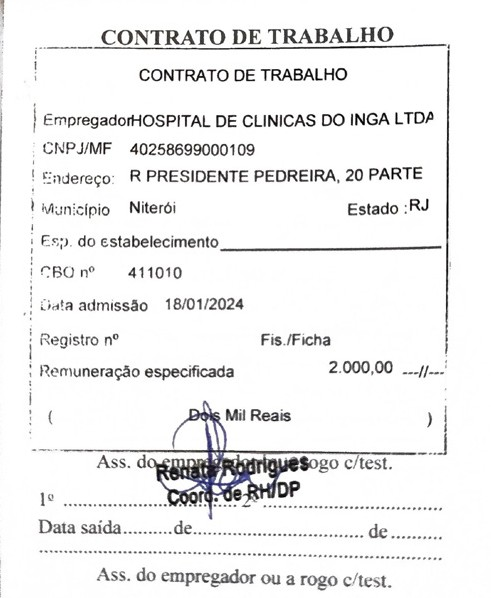 CONTRATO DE TRABALHO
CONTRATO DE TRABALHO
EmpregadorHOSPITAL DE CLINICAS DO INGA LTDA
CNPJ/MF 40258699000109
Endereço: R PRESIDENTE PEDREIRA, 20 PARTE
Município Niterói Estado :RJ
Esp. do estabelecimento
CBO nº 411010
Data admissão 18/01/2024
Registro nº Fis./Ficha
Remuneração especificada 2.000,00 ---//---
( Dois Mil Reais )
Ass. do empregador ou a rogo c/test.
Renata Rodrigues
Coord. de RH/DP
1º ...... 2º ......
Data saída..........de.......................... de..........
Ass. do empregador ou a rogo c/test.